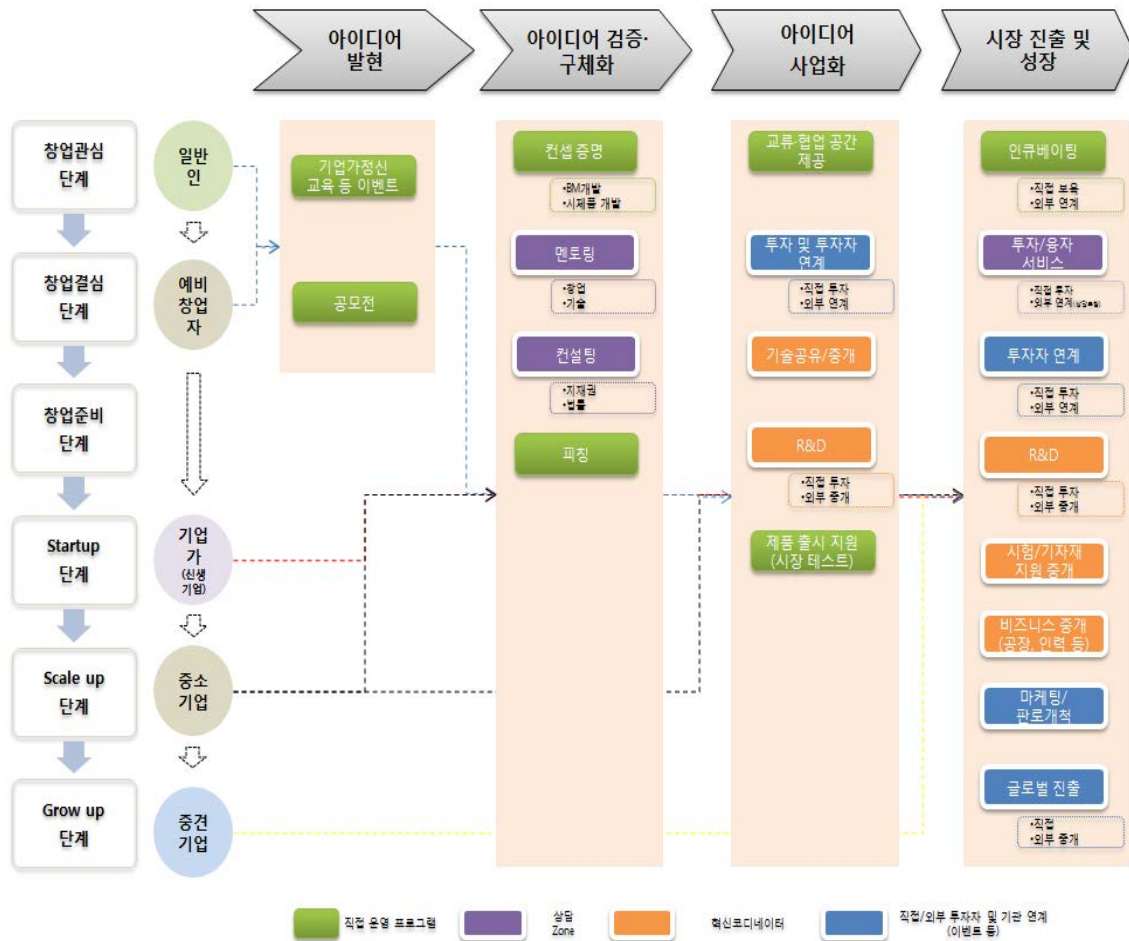 아이디어
발현
아이디어 검증·
구체화
아이디어
사업화
시장 진출 및
성장
창업관심
단계
창업결심
단계
창업준비
단계
Startup
단계
Scale up
단계
Grow up
단계
일반
인
예비
창업
자
기업
가
(신생
기업)
중소
기업
중견
기업
기업가정신
교육 등 이벤트
공모전
컨셉 증명
•BM개발
•시제품 개발
멘토링
•창업
•기술
컨설팅
•지재권
•법률
피칭
교류·협업 공간
제공
투자 및 투자자
연계
•직접 투자
•외부 연계
기술공유/중개
R&D
•직접 투자
•외부 중개
제품 출시 지원
(시장 테스트)
인큐베이팅
•직접 보육
•외부 연계
투자/융자
서비스
•직접 투자
•외부 연계
투자자 연계
•직접 투자
•외부 연계
R&D
•직접 투자
•외부 중개
시험/기자재
지원 중개
비즈니스 중개
(공장, 인력 등)
마케팅/
판로개척
글로벌 진출
•직접
•외부 중개
직접 운영 프로그램
상담
Zone
혁신코디네이터
직접/외부 투자자 및 기관 연계
(이벤트 등)